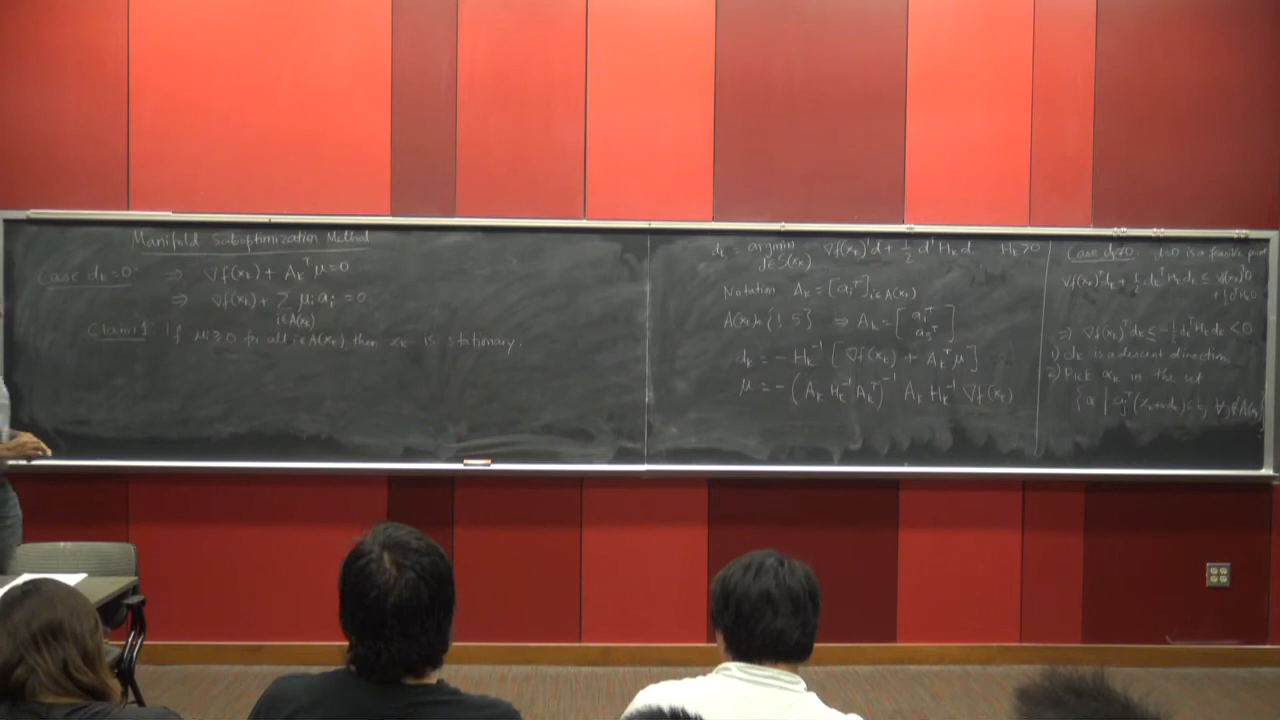 Manifold Suboptimization Method
Case d_k=0: ⇒ ∇f(x_k) + A_k^T μ=0
⇒ ∇f(x_k) + ∑_{i∈A(x_k)} μ_i a_i = 0
Claim 1: If μ_i ≥ 0 for all i∈A(x_k), then x_k is stationary.
d_k = argmin_{d∈S(x_k)} ∇f(x_k)^T d + 1/2 d^T H_k d H_k>0
Notation A_k = [a_i^T]_{i∈A(x_k)}
A(x_k) = {1, 5} ⇒ A_k = [a_1^T a_5^T]
d_k = - H_k^{-1} [∇f(x_k) + A_k^T μ]
μ = - (A_k H_k^{-1} A_k^T)^{-1} A_k H_k^{-1} ∇f(x_k)
Case d_k≠0: d=0 is a feasible point
∇f(x_k)^T d_k + 1/2 d_k^T H_k d_k ≤ ∇f(x_k)^T 0
⇒ ∇f(x_k)^T d_k ≤ -1/2 d_k^T H_k d_k < 0
1) d_k is a descent direction
2) Pick α_k in the set
{α | a_j^T (x_k+αd_k) ≤ b_j ∀j∉A(x_k)}